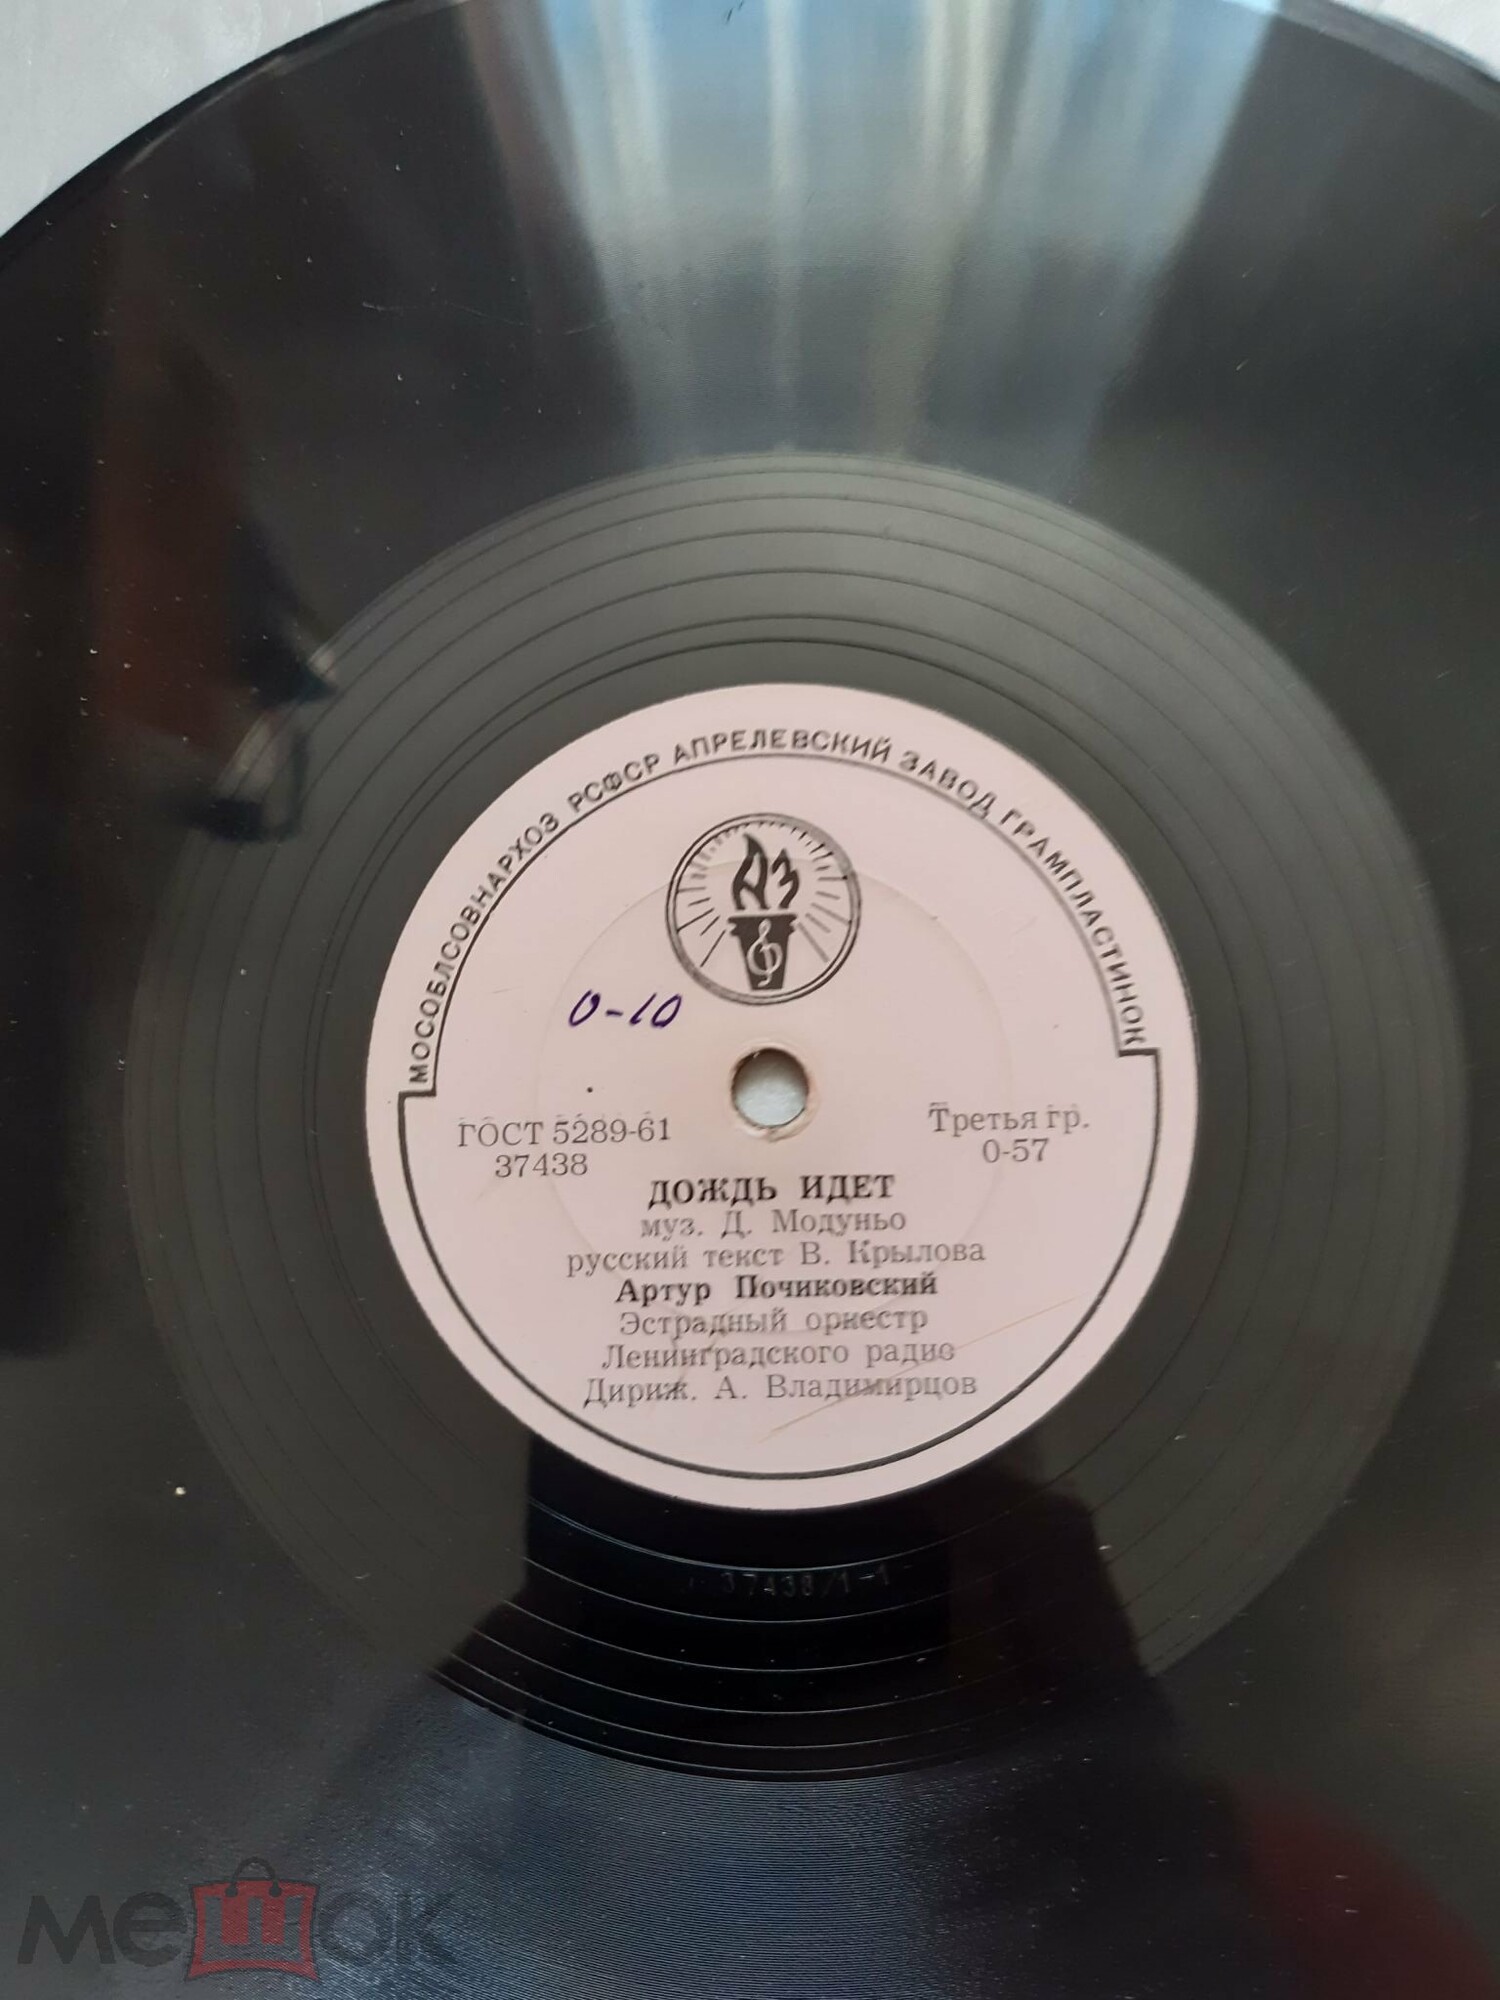 МОСОБЛСОВНАРХОЗ РСФСР АПРЕЛЕВСКИЙ ЗАВОД ГРАМПЛАСТИНОК
АЗ
0-10
ГОСТ 5289-61
37438
Третья гр.
0-57
ДОЖДЬ ИДЕТ
муз. Д. Модуньо
русский текст В. Крылова
Артур Почиковский
Эстрадный оркестр
Ленинградского радио
Дириж. А. Владимирцов
37438/1-1
мешок